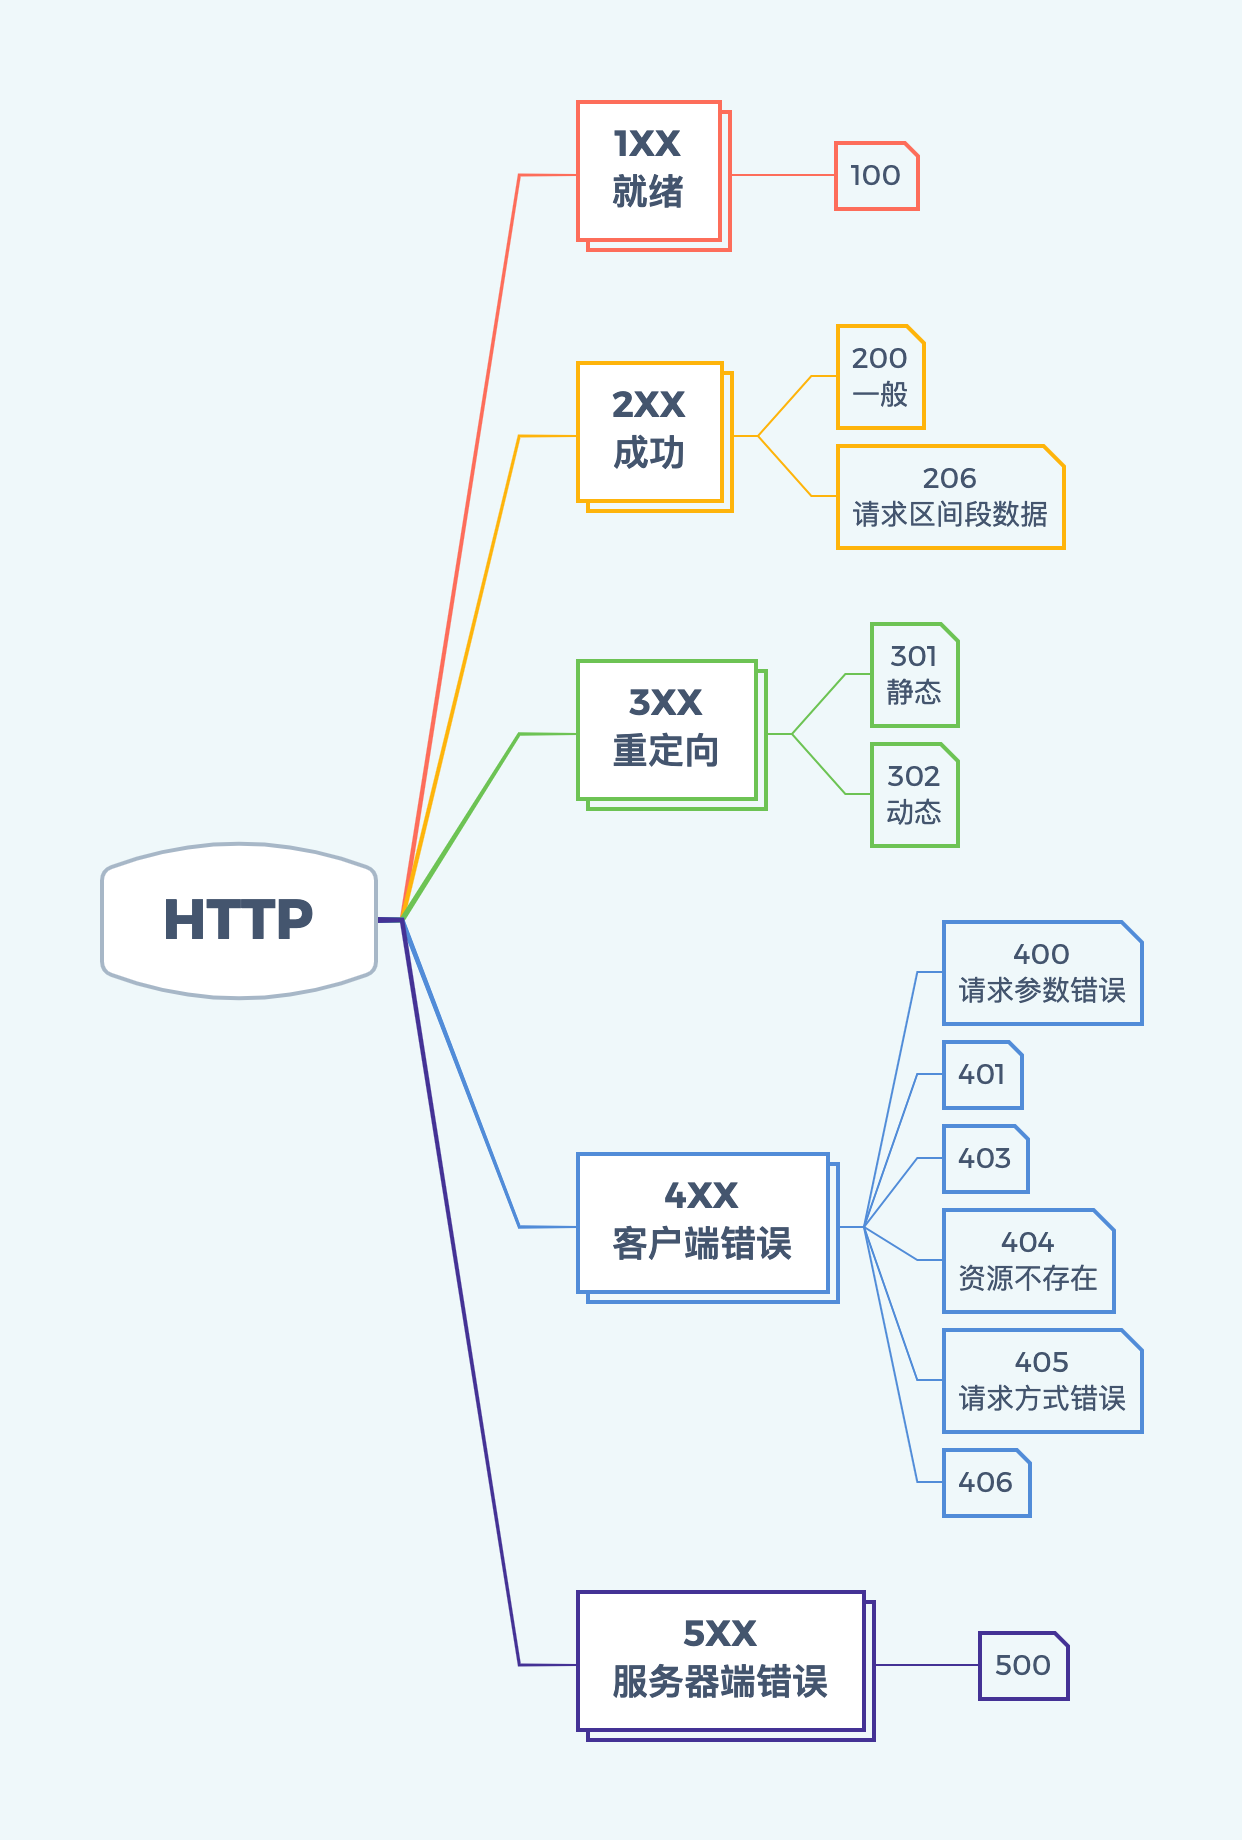 1XX
就绪
100
2XX
成功
200
一般
206
请求区间段数据
3XX
重定向
301
静态
302
动态
HTTP
4XX
客户端错误
400
请求参数错误
401
403
404
资源不存在
405
请求方式错误
406
5XX
服务器端错误
500